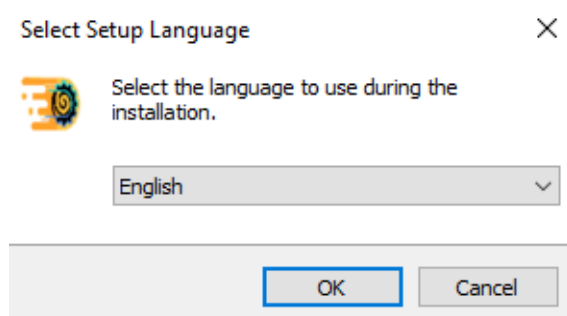 Select Setup Language
Select the language to use during the
installation.
English
OK Cancel